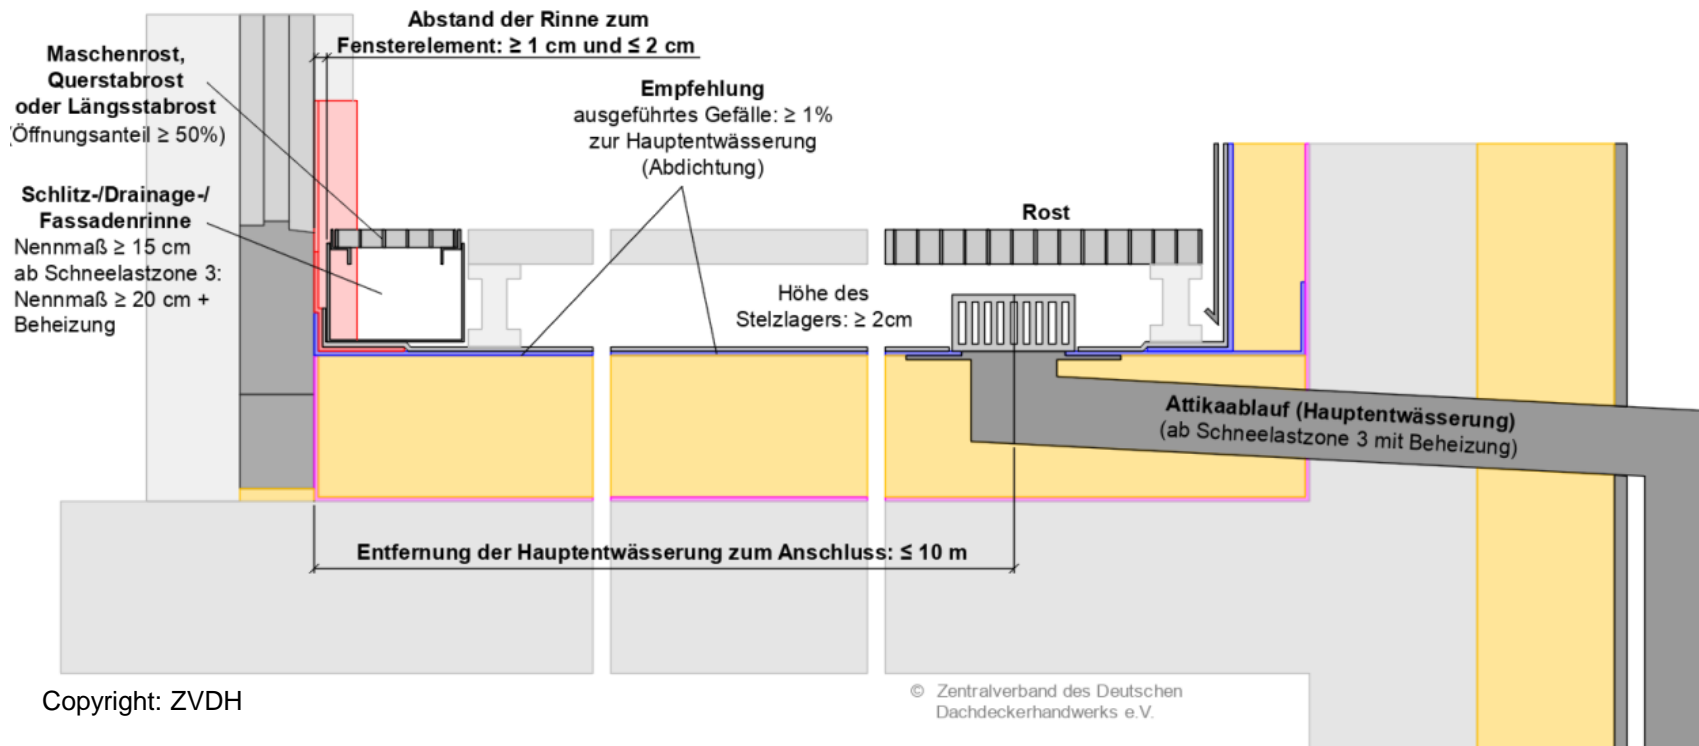 Abstand der Rinne zum
Fensterelement: ≥ 1 cm und ≤ 2 cm
Maschenrost,
Querstabrost
oder Längsstabrost
(Öffnungsanteil ≥ 50%)
Schlitz-/Drainage-/
Fassadenrinne
Nennmaß ≥ 15 cm
ab Schneelastzone 3:
Nennmaß ≥ 20 cm +
Beheizung
Empfehlung
ausgeführtes Gefälle: ≥ 1%
zur Hauptentwässerung
(Abdichtung)
Rost
Höhe des
Stelzlagers: ≥ 2cm
Attikaablauf (Hauptentwässerung)
(ab Schneelastzone 3 mit Beheizung)
Entfernung der Hauptentwässerung zum Anschluss: ≤ 10 m
Copyright: ZVDH
© Zentralverband des Deutschen
Dachdeckerhandwerks e.V.